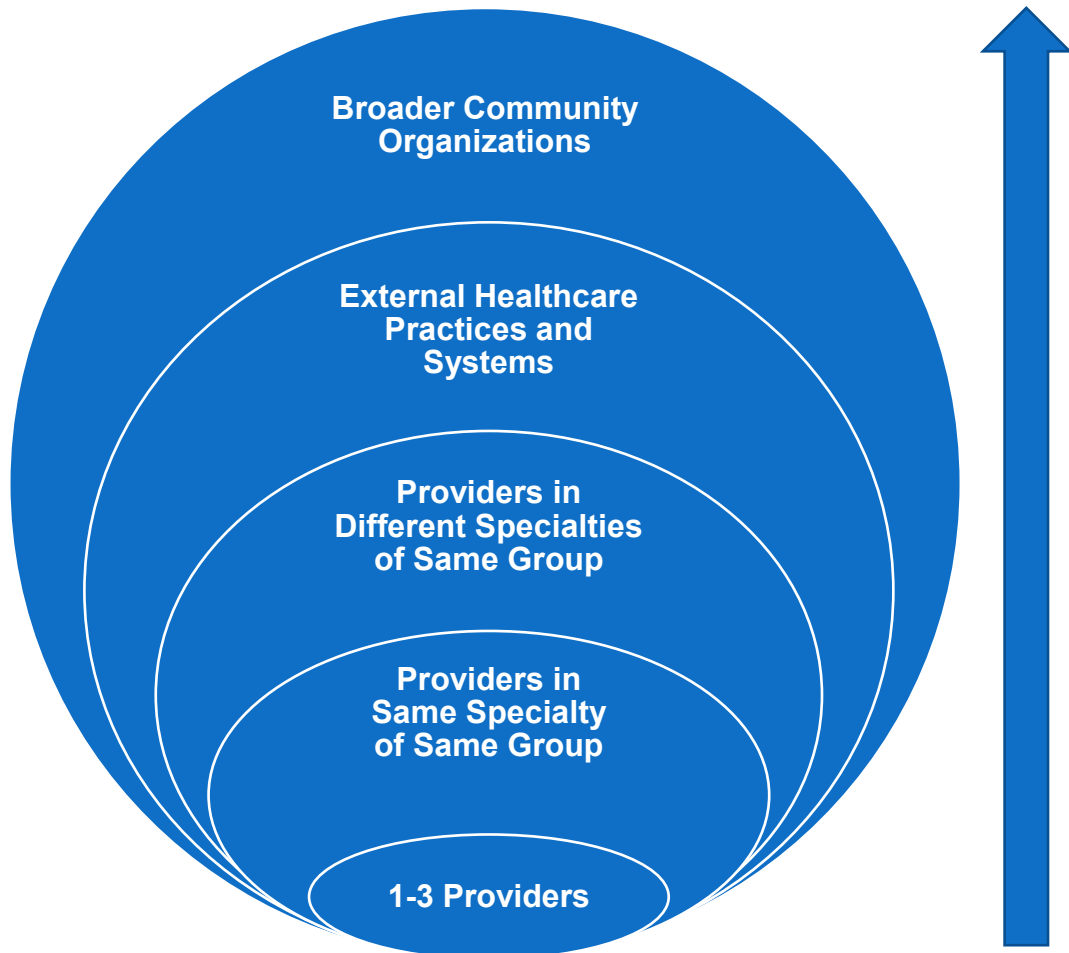 Broader Community
Organizations
External Healthcare
Practices and
Systems
Providers in
Different Specialties
of Same Group
Providers in
Same Specialty
of Same Group
1-3 Providers